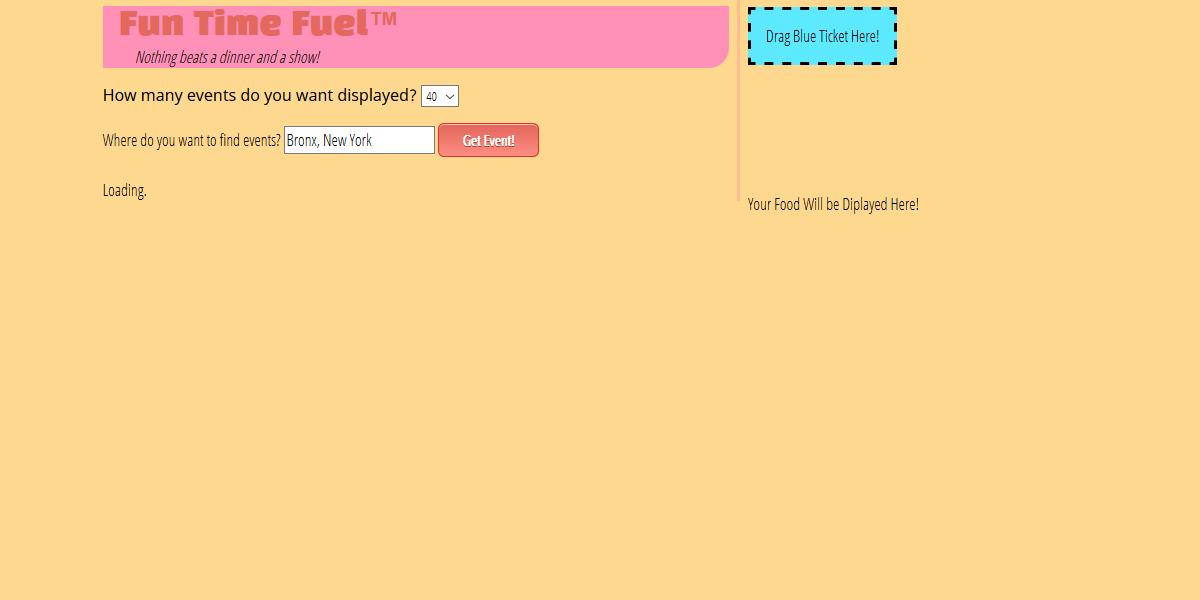 Fun Time Fuel™
Nothing beats a dinner and a show!
How many events do you want displayed? 40
Where do you want to find events? Bronx, New York Get Event!
Loading.
Drag Blue Ticket Here!
Your Food Will be Diplayed Here!